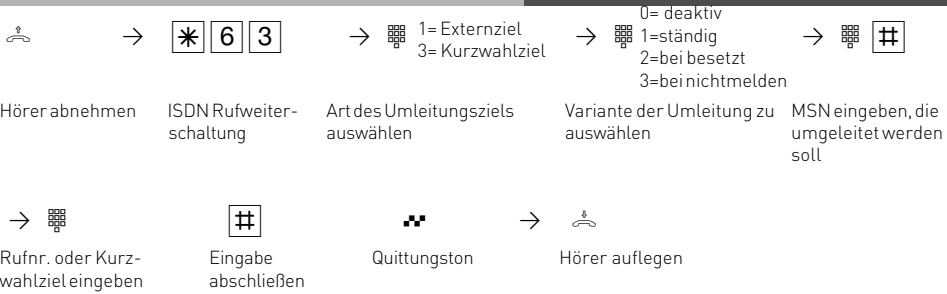 * 6 3
1= Externziel
3= Kurzwahlziel
0= deaktiv
1=ständig
2=bei besetzt
3=bei nichtmelden
#
Hörer abnehmen
ISDN Rufweiter-
schaltung
Art des Umleitungsziels
auswählen
Variante der Umleitung zu
auswählen
MSN eingeben, die
umgeleitet werden
soll
#
Rufnr. oder Kurz-
wahlziel eingeben
Eingabe
abschließen
Quittungston
Hörer auflegen